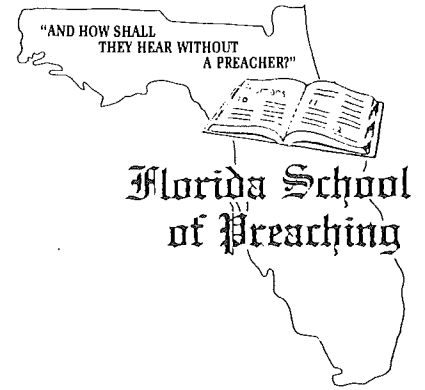 “AND HOW SHALL
THEY HEAR WITHOUT
A PREACHER?”
Florida School
of Preaching